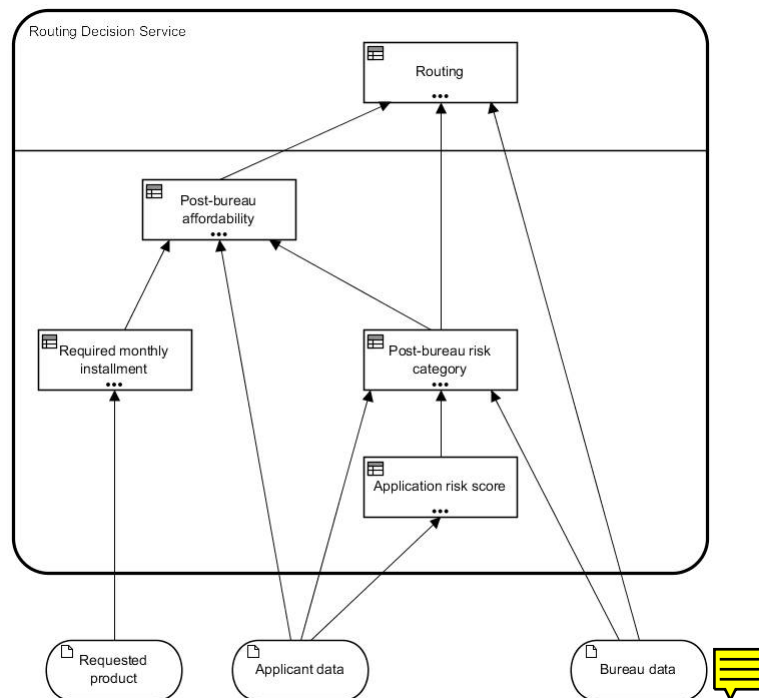 Routing Decision Service
Routing
Post-bureau
affordability
Required monthly
installment
Post-bureau risk
category
Application risk score
Requested
product
Applicant data
Bureau data